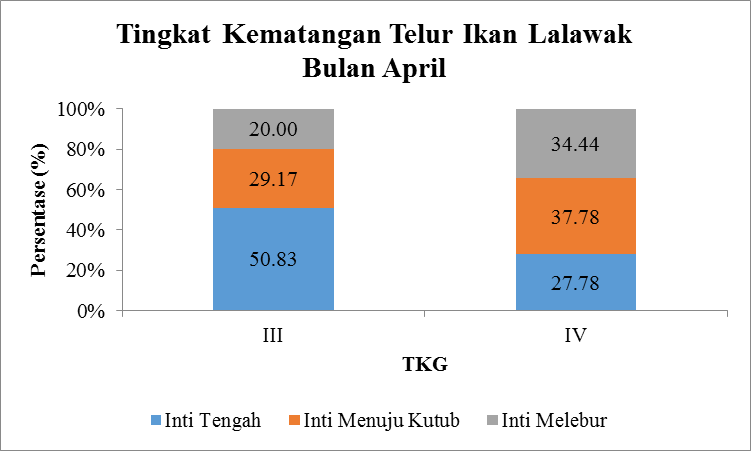 Tingkat Kematangan Telur Ikan Lalawak
Bulan April
Persentase (%)
100%
80%
60%
40%
20%
0%
20.00
29.17
50.83
34.44
37.78
27.78
III
IV
TKG
Inti Tengah
Inti Menuju Kutub
Inti Melebur